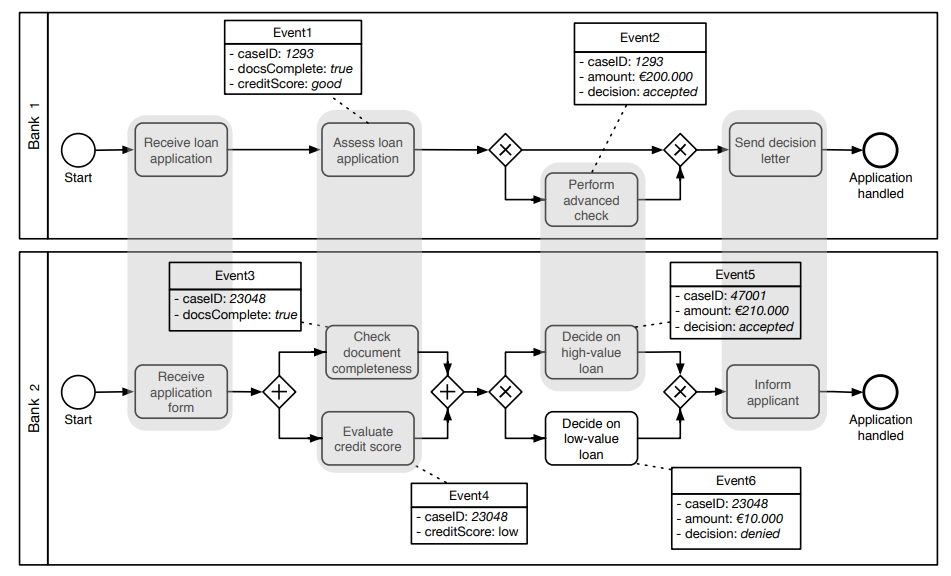 Bank 1
Start
Receive loan
application
Event1
- caseID: 1293
- docsComplete: true
- creditScore: good
Assess loan
application
Event2
- caseID: 1293
- amount: €200.000
- decision: accepted
Perform
advanced
check
Send decision
letter
Application
handled
Bank 2
Start
Receive
application
form
Event3
- caseID: 23048
- docsComplete: true
Check
document
completeness
Evaluate
credit score
Event4
- caseID: 23048
- creditScore: low
Decide on
high-value
loan
Event5
- caseID: 47001
- amount: €210.000
- decision: accepted
Decide on
low-value
loan
Event6
- caseID: 23048
- amount: €10.000
- decision: denied
Inform
applicant
Application
handled